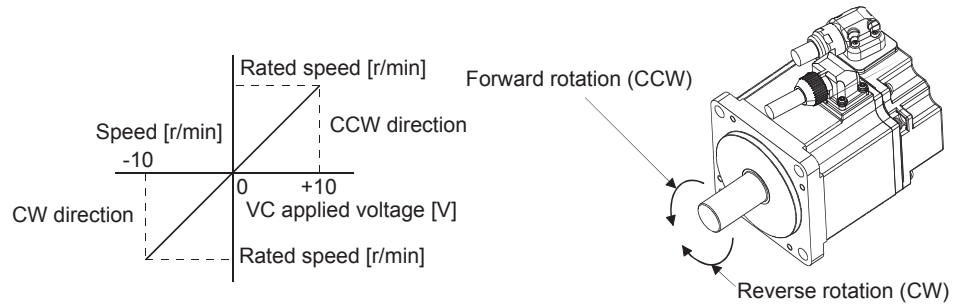 Rated speed [r/min]
Speed [r/min]
CCW direction
-10
0
+10
CW direction
VC applied voltage [V]
Rated speed [r/min]
Forward rotation (CCW)
Reverse rotation (CW)